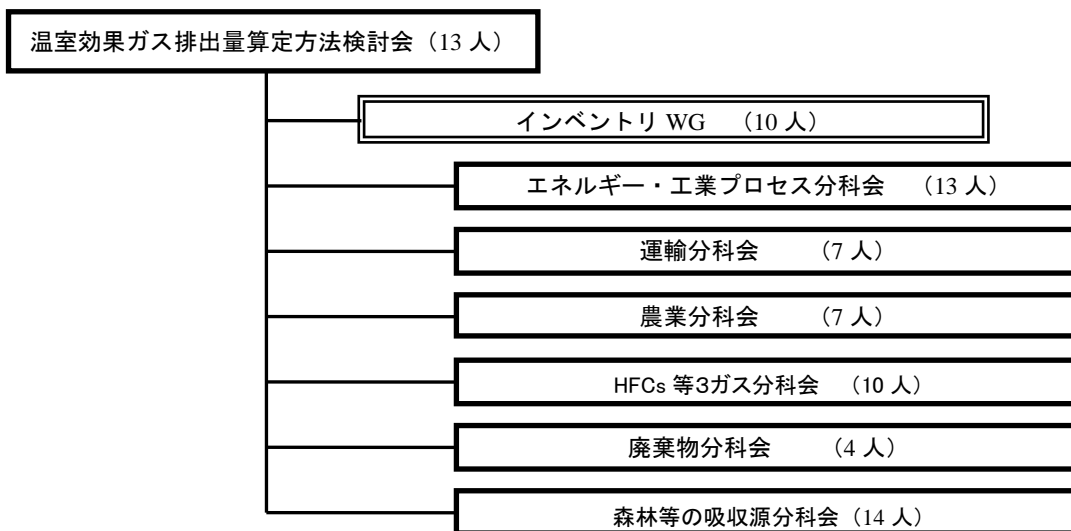 温室効果ガス排出量算定方法検討会（13 人）
インベントリ WG （10 人）
エネルギー・工業プロセス分科会 （13 人）
運輸分科会 （7 人）
農業分科会 （7 人）
HFCs 等3ガス分科会 （10 人）
廃棄物分科会 （4 人）
森林等の吸収源分科会（14 人）